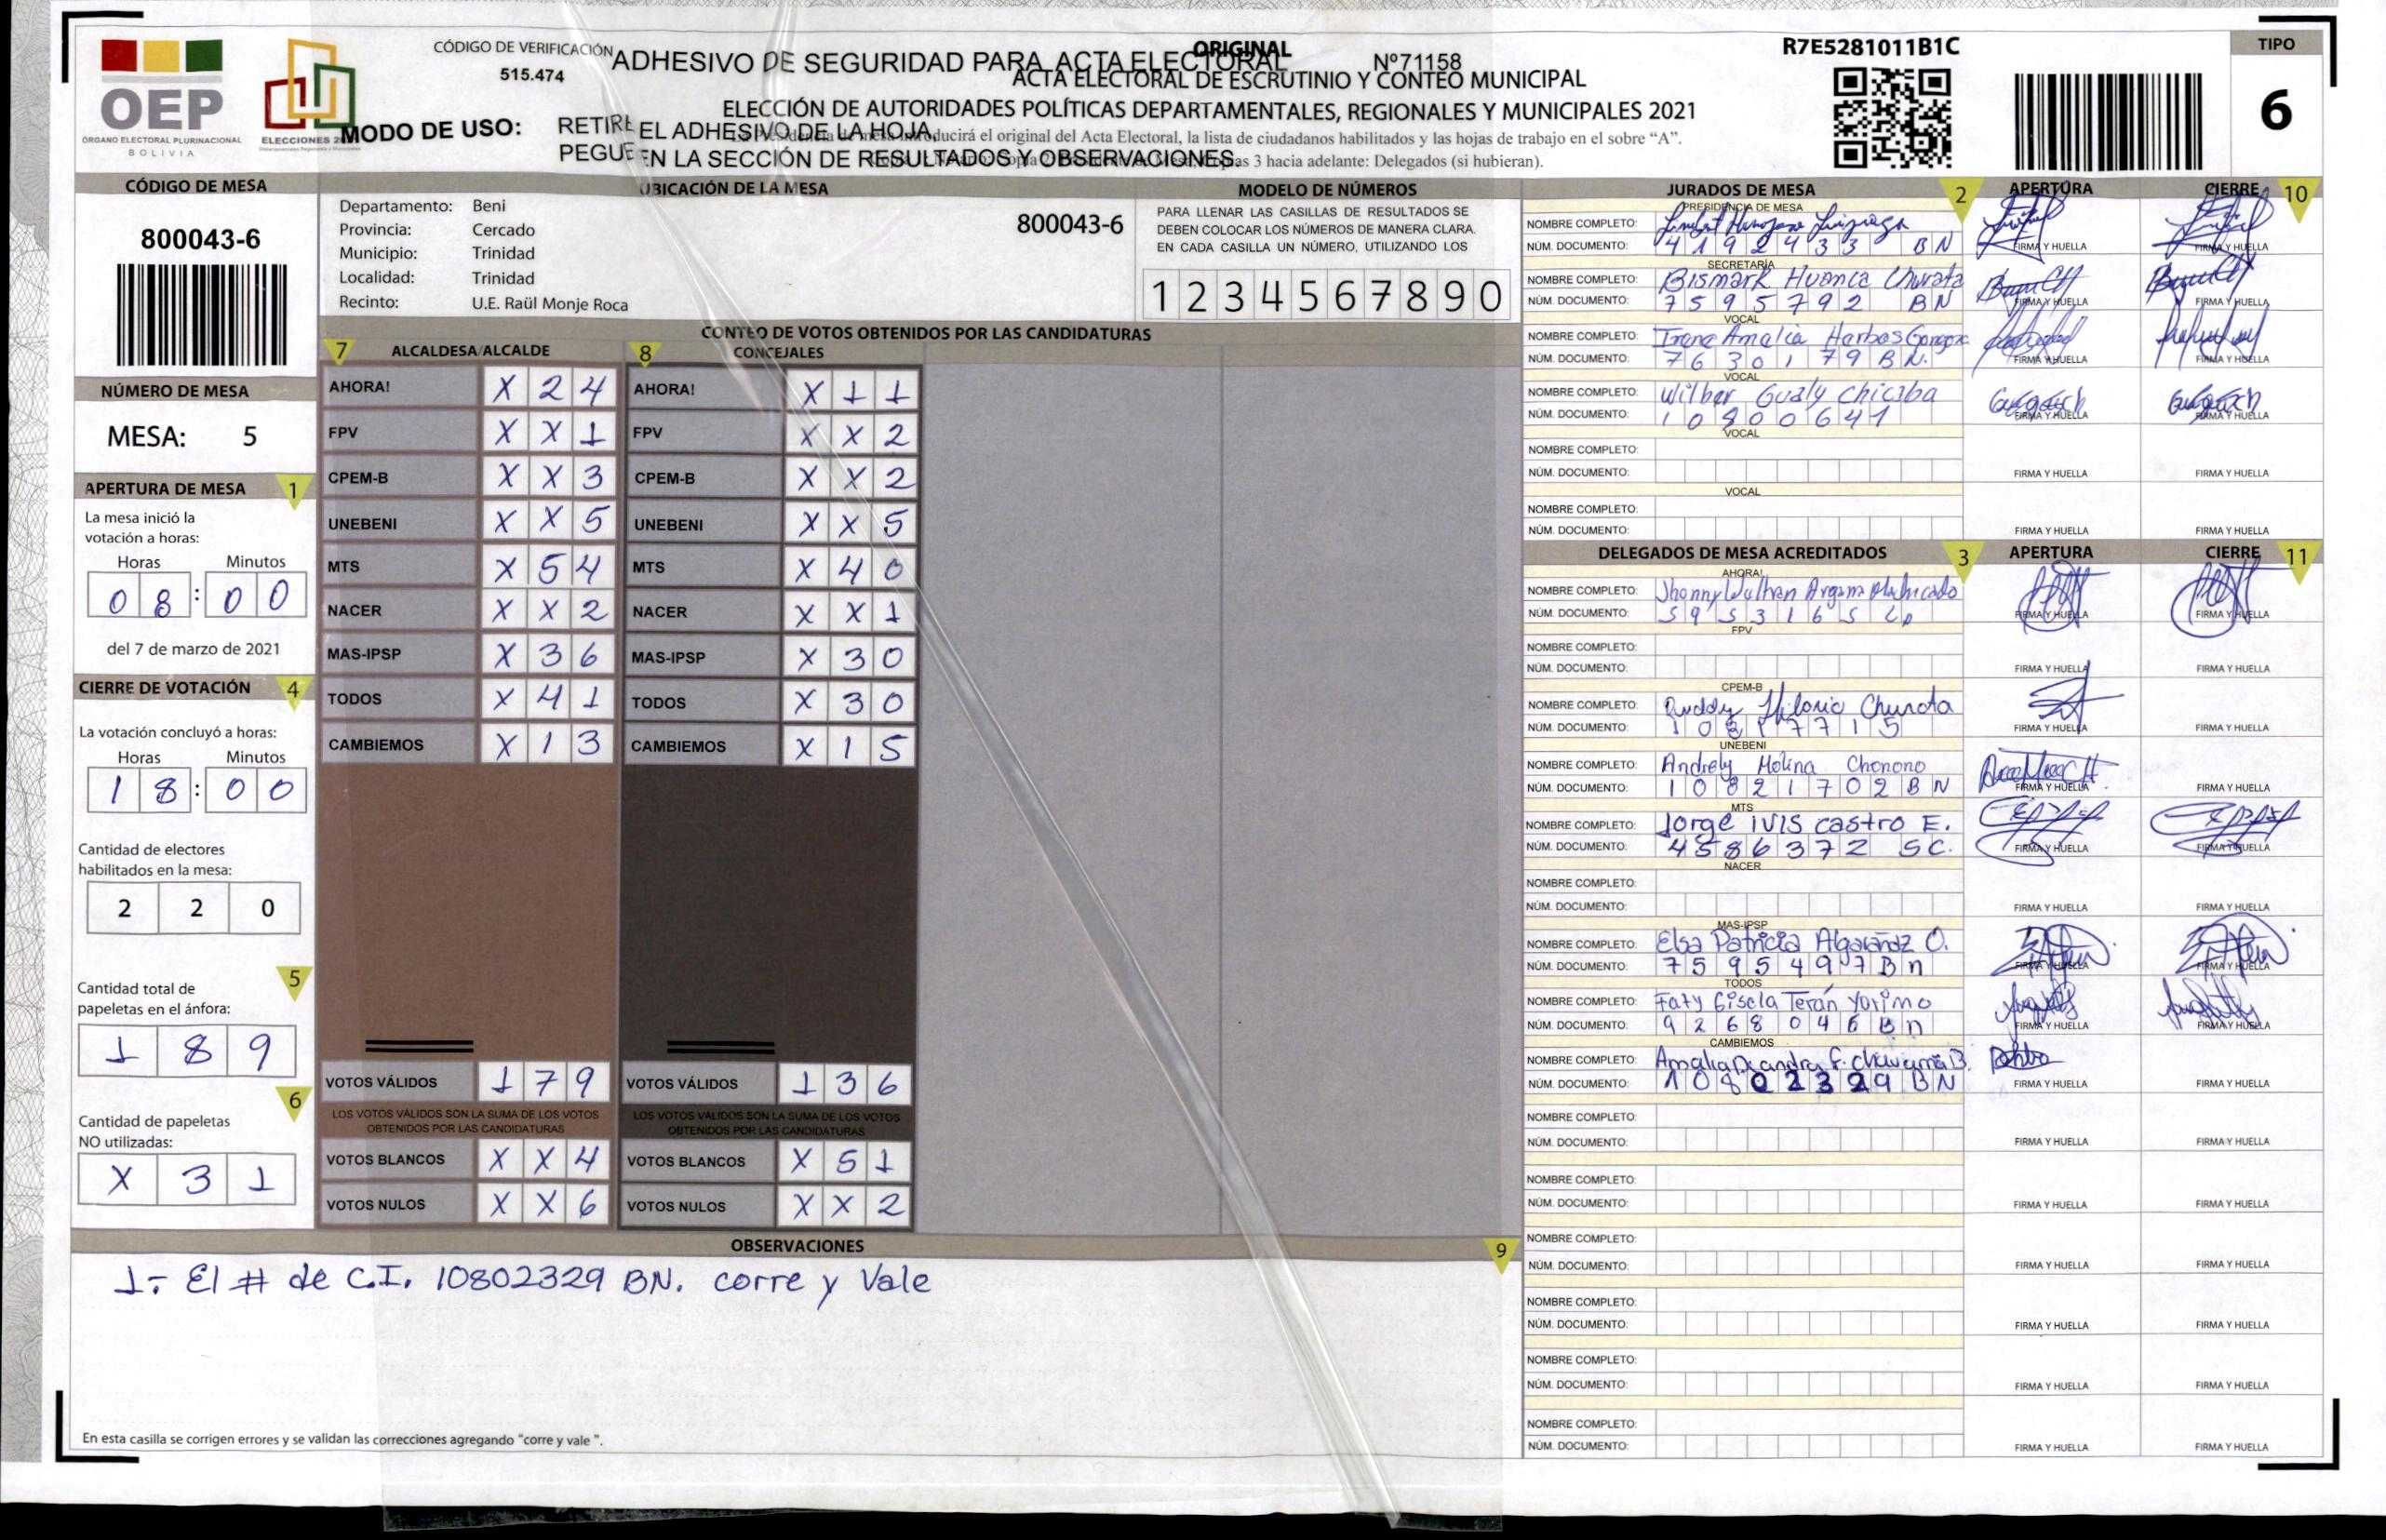 OEP
ÓRGANO ELECTORAL PLURINACIONAL
BOLIVIA
CÓDIGO DE VERIFICACIÓN
515.474
ADHESIVO DE SEGURIDAD PARA ACTA ELECTORAL
ORIGINAL
Nº71158
ACTA ELECTORAL DE ESCRUTINIO Y CONTEO MUNICIPAL
ELECCIÓN DE AUTORIDADES POLÍTICAS DEPARTAMENTALES, REGIONALES Y MUNICIPALES 2021
MODO DE USO: RETIRE EL ADHESIVO DE LA HOJA.
PEGUE EN LA SECCIÓN DE RESULTADOS Y OBSERVACIONES.
el original del Acta Electoral, la lista de ciudadanos habilitados y las hojas de trabajo en el sobre “A”.
3 hacia adelante: Delegados (si hubieran).
R7E5281011B1C
TIPO
6
CÓDIGO DE MESA
800043-6
NÚMERO DE MESA
MESA: 5
APERTURA DE MESA 1
La mesa inició la
votación a horas:
Horas Minutos
0 8 : 0 0
del 7 de marzo de 2021
CIERRE DE VOTACIÓN 4
La votación concluyó a horas:
Horas Minutos
1 8 : 0 0
Cantidad de electores
habilitados en la mesa:
2 2 0
5
Cantidad total de
papeletas en el ánfora:
1 8 9
6
Cantidad de papeletas
NO utilizadas:
X 3 1
UBICACIÓN DE LA MESA
Departamento: Beni
Provincia: Cercado
Municipio: Trinidad
Localidad: Trinidad
Recinto: U.E. Raül Monje Roca
800043-6
MODELO DE NÚMEROS
PARA LLENAR LAS CASILLAS DE RESULTADOS SE
DEBEN COLOCAR LOS NÚMEROS DE MANERA CLARA.
EN CADA CASILLA UN NÚMERO, UTILIZANDO LOS
1 2 3 4 5 6 7 8 9 0
CONTEO DE VOTOS OBTENIDOS POR LAS CANDIDATURAS
7 ALCALDESA/ALCALDE
AHORA! X 2 4
FPV X X 1
CPEM-B X X 3
UNEBENI X X 5
MTS X 5 4
NACER X X 2
MAS-IPSP X 3 6
TODOS X 4 1
CAMBIEMOS X 1 3
VOTOS VÁLIDOS 1 7 9
LOS VOTOS VÁLIDOS SON LA SUMA DE LOS VOTOS
OBTENIDOS POR LAS CANDIDATURAS
VOTOS BLANCOS X X 4
VOTOS NULOS X X 6
8 CONCEJALES
AHORA! X 1 1
FPV X X 2
CPEM-B X X 2
UNEBENI X X 5
MTS X 4 0
NACER X X 1
MAS-IPSP X 3 0
TODOS X 3 0
CAMBIEMOS X 1 5
VOTOS VÁLIDOS 1 3 6
LOS VOTOS VÁLIDOS SON LA SUMA DE LOS VOTOS
OBTENIDOS POR LAS CANDIDATURAS
VOTOS BLANCOS X 5 1
VOTOS NULOS X X 2
OBSERVACIONES 9
1.- El # de C.I. 10802329 BN. corre y Vale
En esta casilla se corrigen errores y se validan las correcciones agregando "corre y vale ".
JURADOS DE MESA 2 APERTURA CIERRE 10
PRESIDENCIA DE MESA
NOMBRE COMPLETO:
NÚM. DOCUMENTO: 4 1 9 2 4 3 3 B N FIRMA Y HUELLA FIRMA Y HUELLA
SECRETARÍA
NOMBRE COMPLETO: Bismark Huanca Churata
NÚM. DOCUMENTO: 7 5 9 5 7 9 2 B N FIRMA Y HUELLA FIRMA Y HUELLA
VOCAL
NOMBRE COMPLETO: Irene Amalia
NÚM. DOCUMENTO: 7 6 3 0 1 7 9 B N. FIRMA Y HUELLA FIRMA Y HUELLA
VOCAL
NOMBRE COMPLETO: Wilber Gualy Chicaba
NÚM. DOCUMENTO: 1 0 8 0 0 6 4 1 FIRMA Y HUELLA FIRMA Y HUELLA
VOCAL
NOMBRE COMPLETO:
NÚM. DOCUMENTO: FIRMA Y HUELLA FIRMA Y HUELLA
VOCAL
NOMBRE COMPLETO:
NÚM. DOCUMENTO: FIRMA Y HUELLA FIRMA Y HUELLA
DELEGADOS DE MESA ACREDITADOS 3 APERTURA CIERRE 11
AHORA!
NOMBRE COMPLETO: Jhonny
NÚM. DOCUMENTO: 5 9 5 3 1 6 5 FIRMA Y HUELLA FIRMA Y HUELLA
FPV
NOMBRE COMPLETO:
NÚM. DOCUMENTO: FIRMA Y HUELLA FIRMA Y HUELLA
CPEM-B
NOMBRE COMPLETO: Ruddy Hilario Churata
NÚM. DOCUMENTO: FIRMA Y HUELLA FIRMA Y HUELLA
UNEBENI
NOMBRE COMPLETO: Andrely Molina Chonono
NÚM. DOCUMENTO: 1 0 8 2 1 7 0 2 B N FIRMA Y HUELLA FIRMA Y HUELLA
MTS
NOMBRE COMPLETO: Jorge IVIS Castro E.
NÚM. DOCUMENTO: 4 5 8 6 3 7 2 S C. FIRMA Y HUELLA FIRMA Y HUELLA
NACER
NOMBRE COMPLETO:
NÚM. DOCUMENTO: FIRMA Y HUELLA FIRMA Y HUELLA
MAS-IPSP
NOMBRE COMPLETO: Elsa Patricia Algarañaz O.
NÚM. DOCUMENTO: 7 5 9 5 4 9 7 B n FIRMA Y HUELLA FIRMA Y HUELLA
TODOS
NOMBRE COMPLETO: Faty Gisela Terán Yorimo
NÚM. DOCUMENTO: 9 2 6 8 0 4 6 B n FIRMA Y HUELLA FIRMA Y HUELLA
CAMBIEMOS
NOMBRE COMPLETO: Amalia
NÚM. DOCUMENTO: 1 0 8 0 2 3 2 9 B N FIRMA Y HUELLA FIRMA Y HUELLA
NOMBRE COMPLETO:
NÚM. DOCUMENTO: FIRMA Y HUELLA FIRMA Y HUELLA
NOMBRE COMPLETO:
NÚM. DOCUMENTO: FIRMA Y HUELLA FIRMA Y HUELLA
NOMBRE COMPLETO:
NÚM. DOCUMENTO: FIRMA Y HUELLA FIRMA Y HUELLA
NOMBRE COMPLETO:
NÚM. DOCUMENTO: FIRMA Y HUELLA FIRMA Y HUELLA
NOMBRE COMPLETO:
NÚM. DOCUMENTO: FIRMA Y HUELLA FIRMA Y HUELLA
NOMBRE COMPLETO:
NÚM. DOCUMENTO: FIRMA Y HUELLA FIRMA Y HUELLA